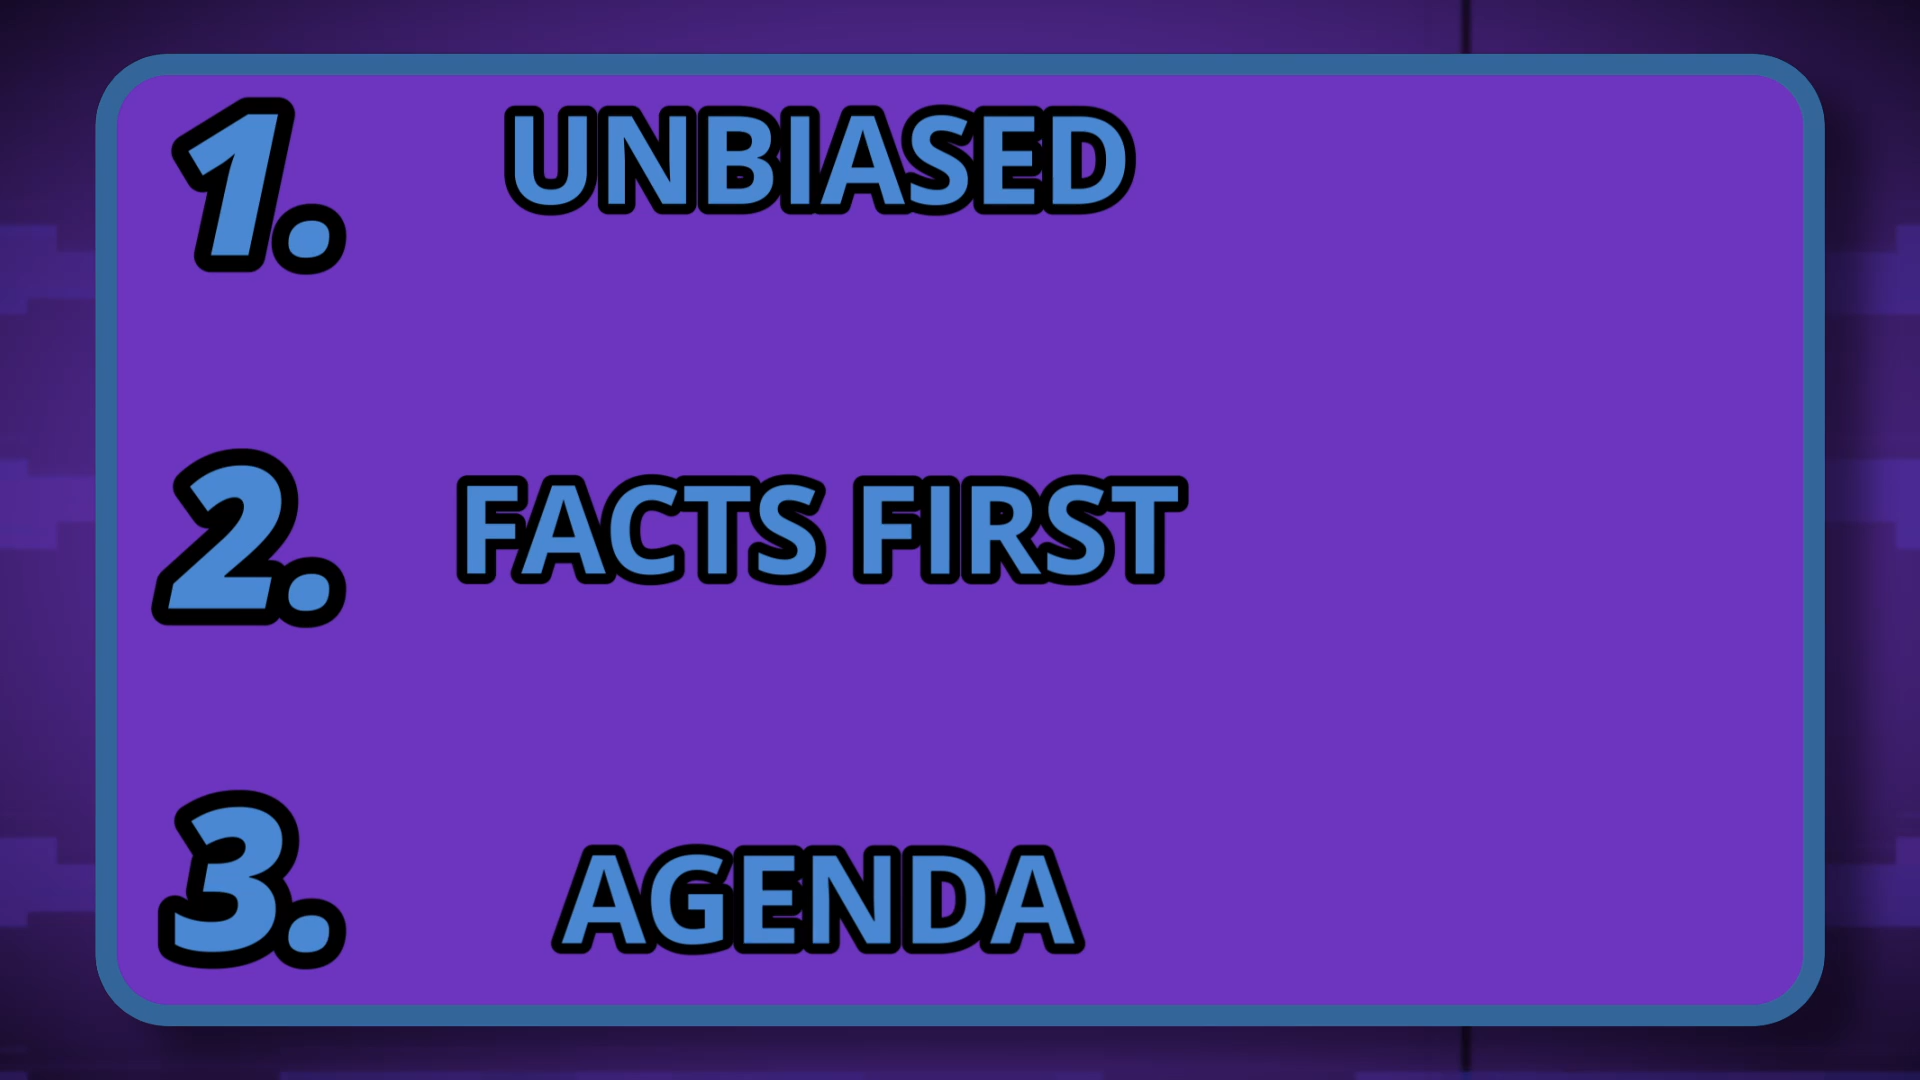 1. UNBIASED
2. FACTS FIRST
3. AGENDA